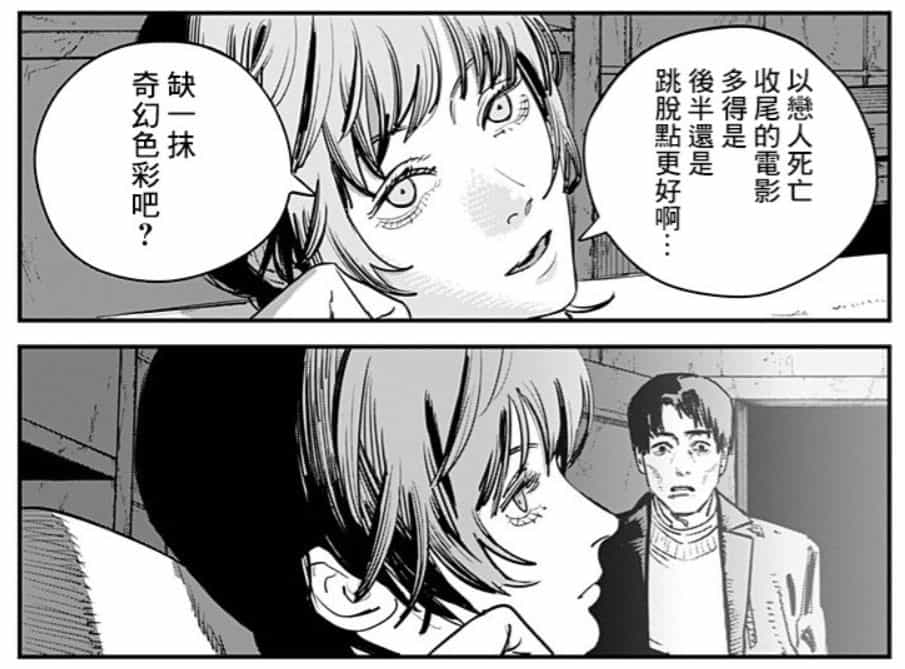 以戀人死亡
收尾的電影
多得是
後半還是
跳脫點更好啊…
缺一抹
奇幻色彩吧？